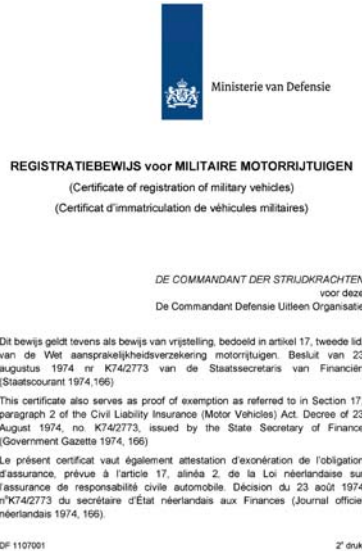 Ministerie van Defensie
REGISTRATIEBEWIJS voor MILITAIRE MOTORRIJTUIGEN
(Certificate of registration of military vehicles)
(Certificat d'immatriculation de véhicules militaires)
DE COMMANDANT DER STRIJDKRACHTEN
voor deze
De Commandant Defensie Uitleen Organisatie
Dit bewijs geldt tevens als bewijs van vrijstelling, bedoeld in artikel 17, tweede lid,
van de Wet aansprakelijkheidsverzekering motorrijtuigen. Besluit van 23
augustus 1974 nr K74/2773 van de Staatssecretaris van Financiën
(Staatscourant 1974,166)
This certificate also serves as proof of exemption as referred to in Section 17,
paragraph 2 of the Civil Liability Insurance (Motor Vehicles) Act. Decree of 23
August 1974, no. K74/2773, issued by the State Secretary of Finance
(Government Gazette 1974, 166)
Le présent certificat vaut également attestation d'exonération de l'obligation
d'assurance, prévue à l'article 17, alinéa 2, de la Loi néerlandaise sur
l'assurance de responsabilité civile automobile. Décision du 23 août 1974
n°K74/2773 du secrétaire d'État néerlandais aux Finances (Journal officiel
néerlandais 1974, 166).
DF 1107001
2e druk